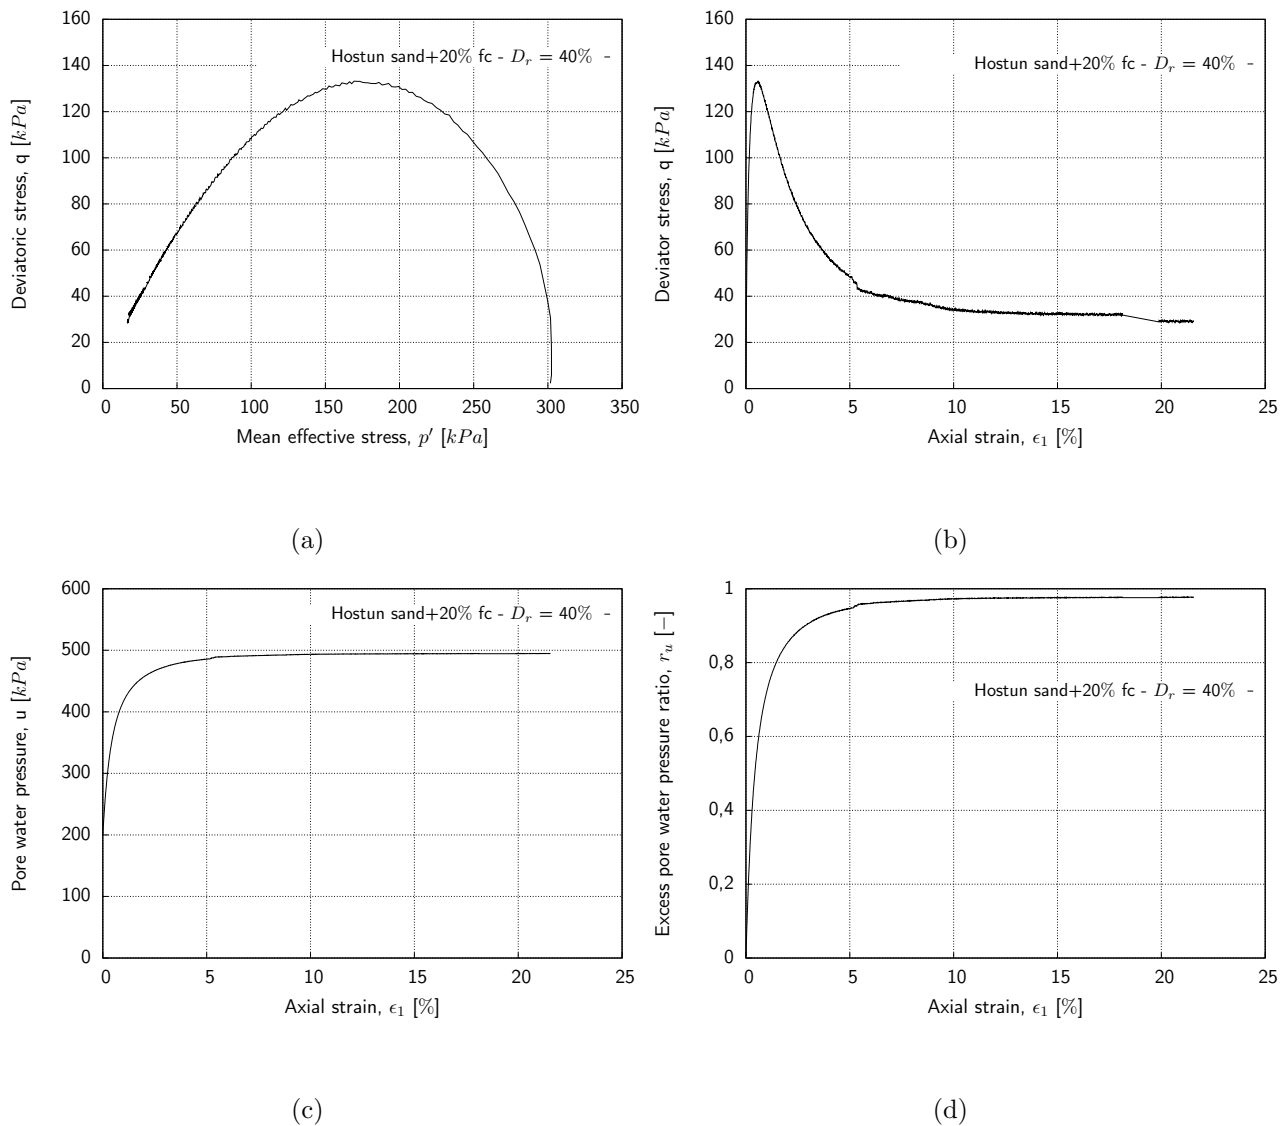 160
140
120
100
80
60
40
20
0
Deviatoric stress, q [kPa]
Hostun sand+20% fc - D_r = 40%
0 50 100 150 200 250 300 350
Mean effective stress, p′ [kPa]
(a)
160
140
120
100
80
60
40
20
0
Deviator stress, q [kPa]
Hostun sand+20% fc - D_r = 40%
0 5 10 15 20 25
Axial strain, ϵ_1 [%]
(b)
600
500
400
300
200
100
0
Pore water pressure, u [kPa]
Hostun sand+20% fc - D_r = 40%
0 5 10 15 20 25
Axial strain, ϵ_1 [%]
(c)
1
0,8
0,6
0,4
0,2
0
Excess pore water pressure ratio, r_u [−]
Hostun sand+20% fc - D_r = 40%
0 5 10 15 20 25
Axial strain, ϵ_1 [%]
(d)